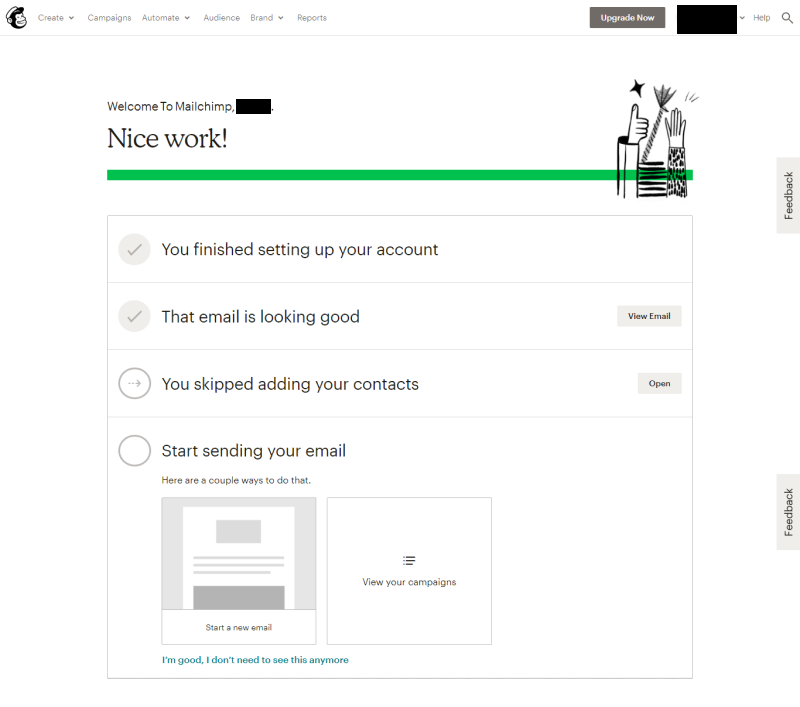 Create Campaigns Automate Audience Brand Reports Upgrade Now Help
Welcome To Mailchimp, .
Nice work!
Feedback
You finished setting up your account
That email is looking good View Email
You skipped adding your contacts Open
Start sending your email
Here are a couple ways to do that.
Feedback
View your campaigns
Start a new email
I'm good, I don't need to see this anymore